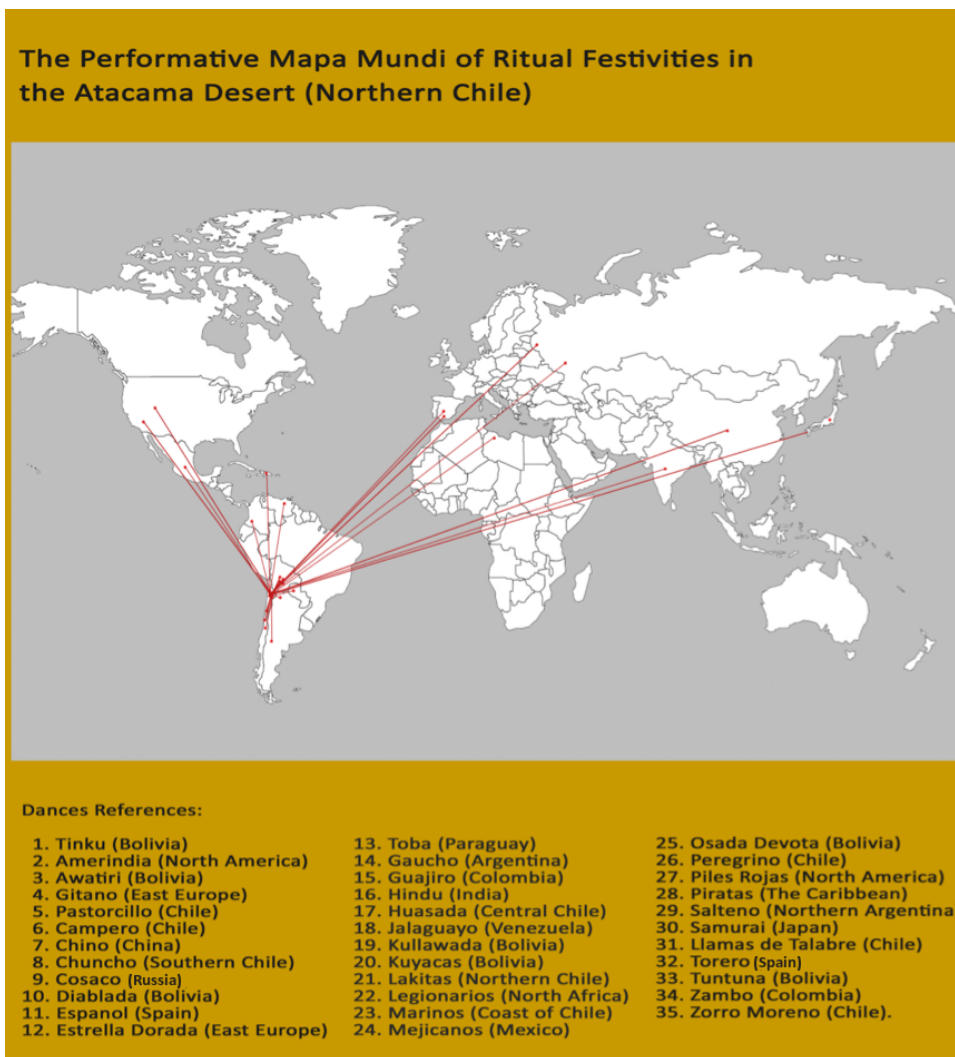 The Performative Mapa Mundi of Ritual Festivities in
the Atacama Desert (Northern Chile)
Dances References:
1. Tinku (Bolivia)
2. Amerindia (North America)
3. Awatiri (Bolivia)
4. Gitano (East Europe)
5. Pastorcillo (Chile)
6. Campero (Chile)
7. Chino (China)
8. Chuncho (Southern Chile)
9. Cosaco (Russia)
10. Diablada (Bolivia)
11. Espanol (Spain)
12. Estrella Dorada (East Europe)
13. Toba (Paraguay)
14. Gaucho (Argentina)
15. Guajiro (Colombia)
16. Hindu (India)
17. Huasada (Central Chile)
18. Jalaguayo (Venezuela)
19. Kullawada (Bolivia)
20. Kuyacas (Bolivia)
21. Lakitas (Northern Chile)
22. Legionarios (North Africa)
23. Marinos (Coast of Chile)
24. Mejicanos (Mexico)
25. Osada Devota (Bolivia)
26. Peregrino (Chile)
27. Piles Rojas (North America)
28. Piratas (The Caribbean)
29. Salteno (Northern Argentina
30. Samurai (Japan)
31. Llamas de Talabre (Chile)
32. Torero (Spain)
33. Tuntuna (Bolivia)
34. Zambo (Colombia)
35. Zorro Moreno (Chile).